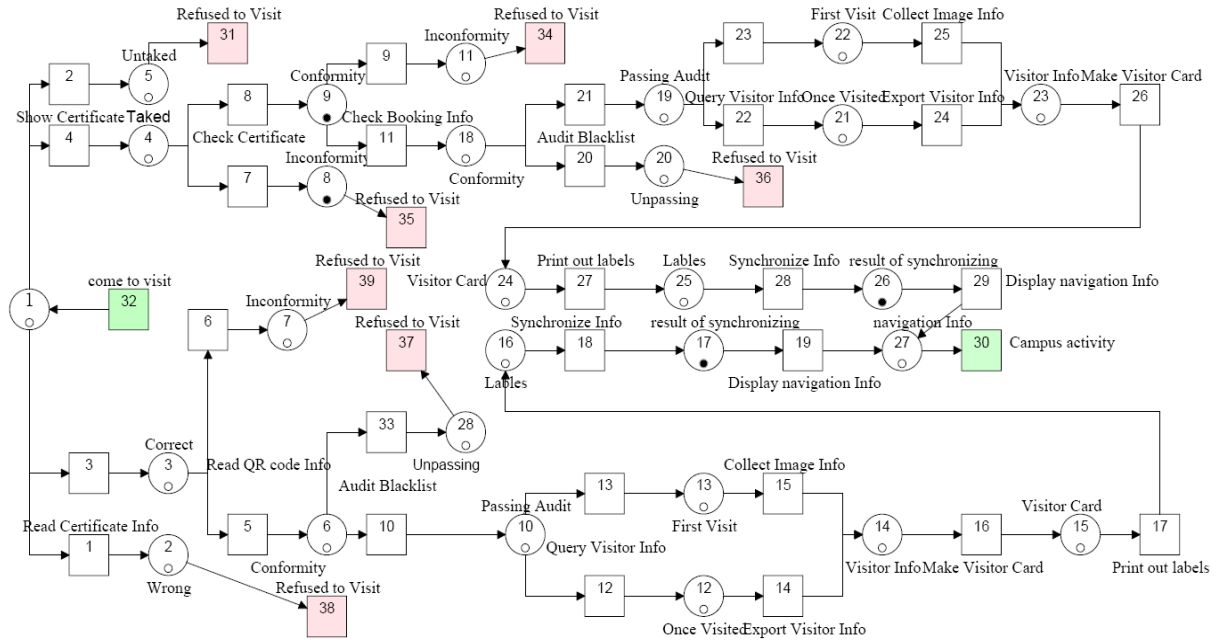 Refused to Visit
31
Refused to Visit
34
First Visit
Collect Image Info
Untaked
Inconformity
23
22
25
2
5
9
11
Conformity
Passing Audit
Visitor Info
Make Visitor Card
8
9
21
19
23
26
Show Certificate
Taked
Check Booking Info
Query Visitor Info
Once Visited
Export Visitor Info
4
4
Check Certificate
11
18
Audit Blacklist
22
21
24
Inconformity
Conformity
20
20
Refused to Visit
7
8
Unpassing
36
Refused to Visit
35
Refused to Visit
Visitor Card
Print out labels
Lables
Synchronize Info
result of synchronizing
come to visit
39
24
27
25
28
26
29
Display navigation Info
1
32
Inconformity
Refused to Visit
Synchronize Info
result of synchronizing
navigation Info
6
7
37
16
18
17
19
27
30
Campus activity
Lables
Display navigation Info
33
28
Correct
3
3
Read QR code Info
Unpassing
Collect Image Info
Audit Blacklist
13
13
15
Passing Audit
First Visit
Visitor Card
Read Certificate Info
5
6
10
10
14
16
15
17
1
2
Conformity
Query Visitor Info
Visitor Info
Make Visitor Card
Print out labels
Wrong
Refused to Visit
12
12
14
38
Once Visited
Export Visitor Info